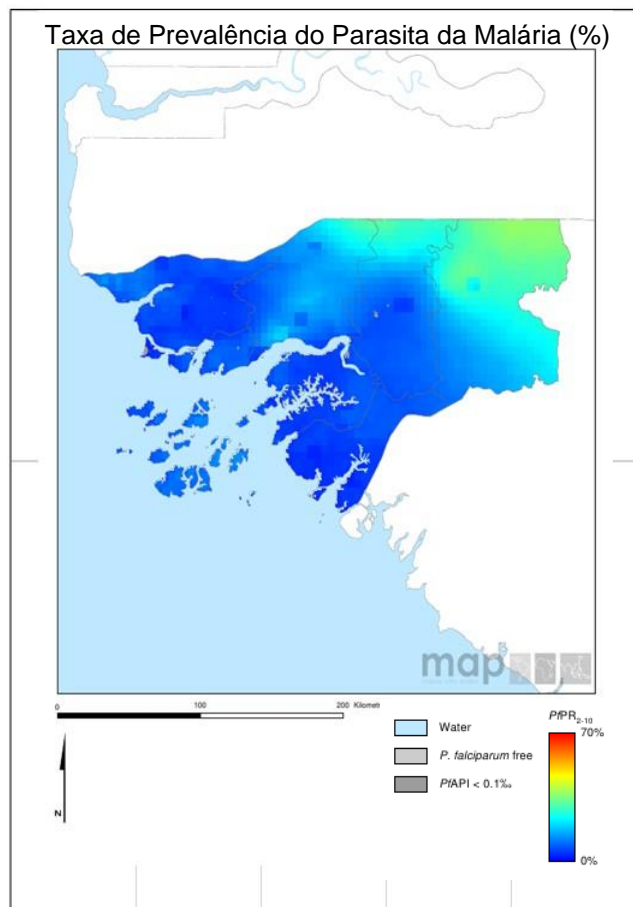 Taxa de Prevalência do Parasita da Malária (%)
map
0 100 200 Kilometr
Water
P. falciparum free
PfAPI < 0.1‰
PfPR2-10
70%
0%
N